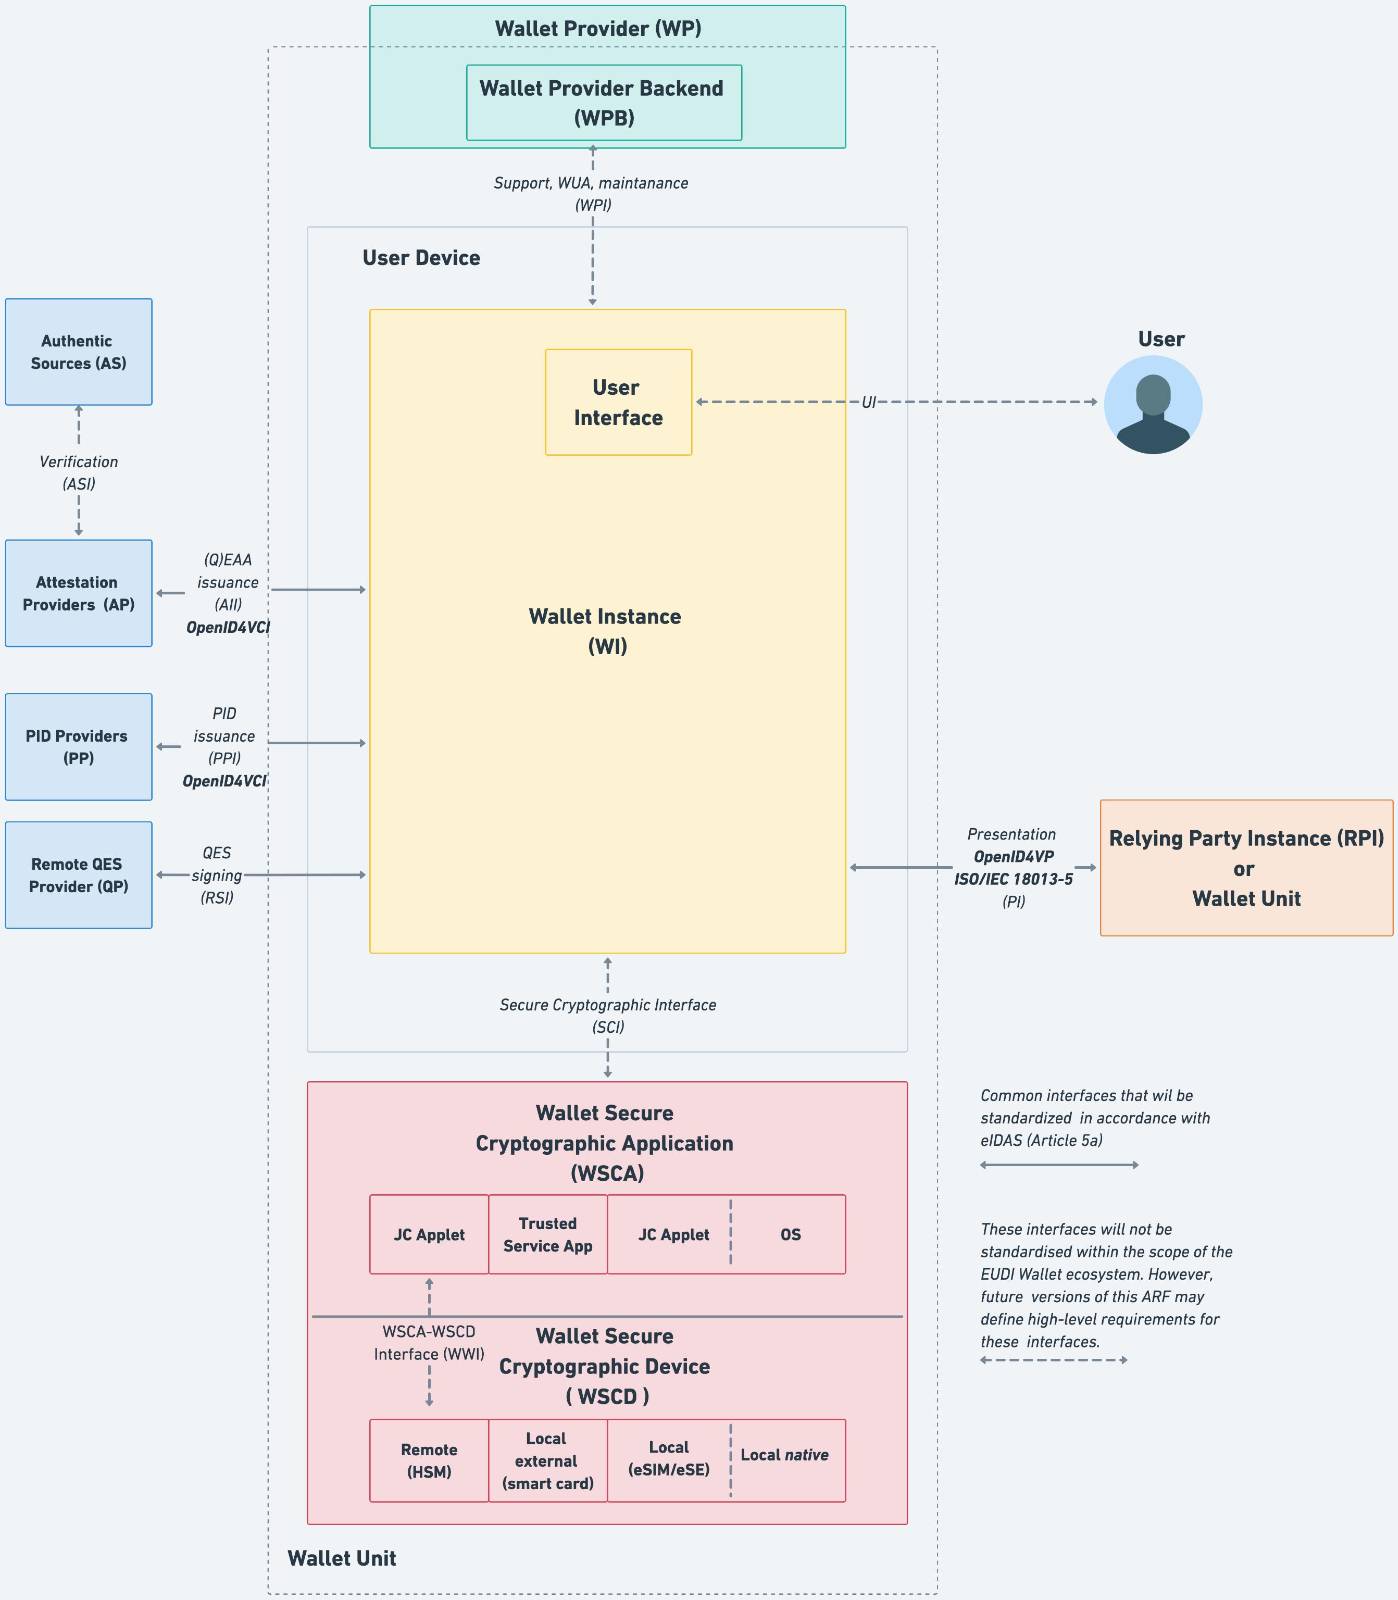 Wallet Provider (WP)
Wallet Provider Backend
(WPB)
Support, WUA, maintanance
(WPI)
User Device
Authentic
Sources (AS)
User
Interface
UI
User
Verification
(ASI)
Attestation
Providers (AP)
(Q)EAA
issuance
(AII)
OpenID4VCI
Wallet Instance
(WI)
PID Providers
(PP)
PID
issuance
(PPI)
OpenID4VCI
Remote QES
Provider (QP)
QES
signing
(RSI)
Presentation
OpenID4VP
ISO/IEC 18013-5
(PI)
Relying Party Instance (RPI)
or
Wallet Unit
Secure Cryptographic Interface
(SCI)
Wallet Secure
Cryptographic Application
(WSCA)
JC Applet
Trusted
Service App
JC Applet
OS
WSCA-WSCD
Interface (WWI)
Wallet Secure
Cryptographic Device
( WSCD )
Remote
(HSM)
Local
external
(smart card)
Local
(eSIM/eSE)
Local native
Wallet Unit
Common interfaces that wil be
standardized in accordance with
eIDAS (Article 5a)
These interfaces will not be
standardised within the scope of the
EUDI Wallet ecosystem. However,
future versions of this ARF may
define high-level requirements for
these interfaces.